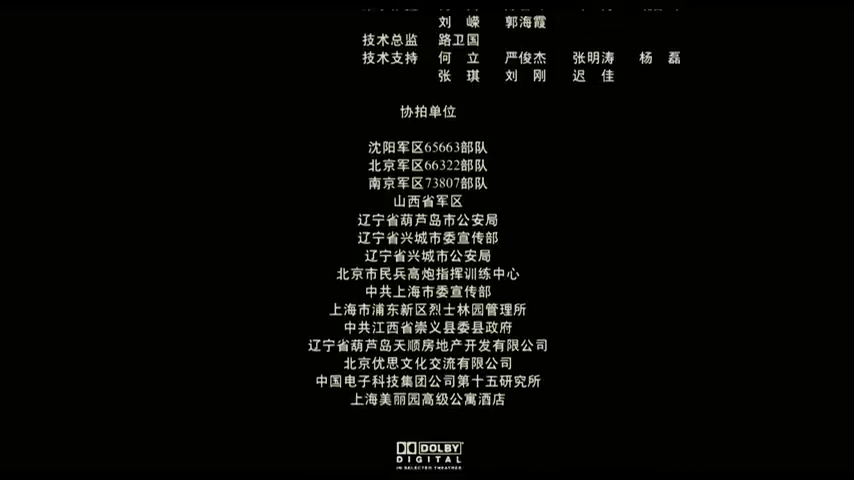 刘 嵘 郭海霞
技术总监 路卫国
技术支持 何 立 严俊杰 张明涛 杨 磊
张 琪 刘 刚 迟 佳
协拍单位
沈阳军区65663部队
北京军区66322部队
南京军区73807部队
山西省军区
辽宁省葫芦岛市公安局
辽宁省兴城市委宣传部
辽宁省兴城市公安局
北京市民兵高炮指挥训练中心
中共上海市委宣传部
上海市浦东新区烈士林园管理所
中共江西省崇义县委县政府
辽宁省葫芦岛天顺房地产开发有限公司
北京优思文化交流有限公司
中国电子科技集团公司第十五研究所
上海美丽园高级公寓酒店
DOLBY
DIGITAL
IN SELECTED THEATRES